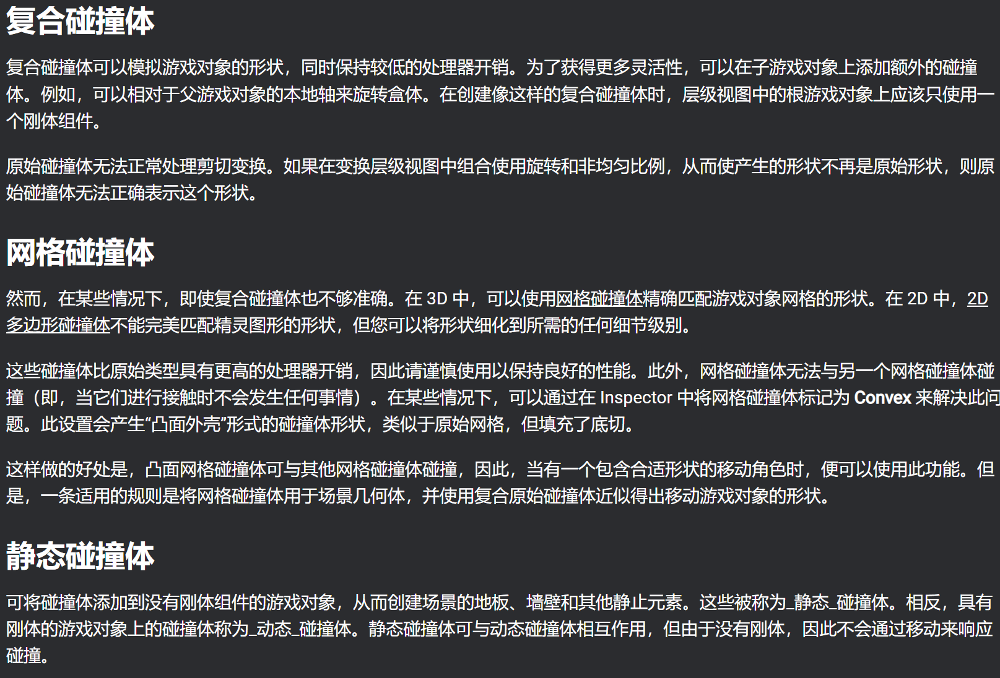 复合碰撞体
复合碰撞体可以模拟游戏对象的形状，同时保持较低的处理器开销。为了获得更多灵活性，可以在子游戏对象上添加额外的碰撞
体。例如，可以相对于父游戏对象的本地轴来旋转盒体。在创建像这样的复合碰撞体时，层级视图中的根游戏对象上应该只使用一
个刚体组件。
原始碰撞体无法正常处理剪切变换。如果在变换层级视图中组合使用旋转和非均匀比例，从而使产生的形状不再是原始形状，则原
始碰撞体无法正确表示这个形状。
网格碰撞体
然而，在某些情况下，即使复合碰撞体也不够准确。在 3D 中，可以使用网格碰撞体精确匹配游戏对象网格的形状。在 2D 中，2D
多边形碰撞体不能完美匹配精灵图形的形状，但您可以将形状细化到所需的任何细节级别。
这些碰撞体比原始类型具有更高的处理器开销，因此请谨慎使用以保持良好的性能。此外，网格碰撞体无法与另一个网格碰撞体碰
撞（即，当它们进行接触时不会发生任何事情）。在某些情况下，可以通过在 Inspector 中将网格碰撞体标记为 Convex 来解决此问
题。此设置会产生“凸面外壳”形式的碰撞体形状，类似于原始网格，但填充了底切。
这样做的好处是，凸面网格碰撞体可与其他网格碰撞体碰撞，因此，当有一个包含合适形状的移动角色时，便可以使用此功能。但
是，一条适用的规则是将网格碰撞体用于场景几何体，并使用复合原始碰撞体近似得出移动游戏对象的形状。
静态碰撞体
可将碰撞体添加到没有刚体组件的游戏对象，从而创建场景的地板、墙壁和其他静止元素。这些被称为_静态_碰撞体。相反，具有
刚体的游戏对象上的碰撞体称为_动态_碰撞体。静态碰撞体可与动态碰撞体相互作用，但由于没有刚体，因此不会通过移动来响应
碰撞。